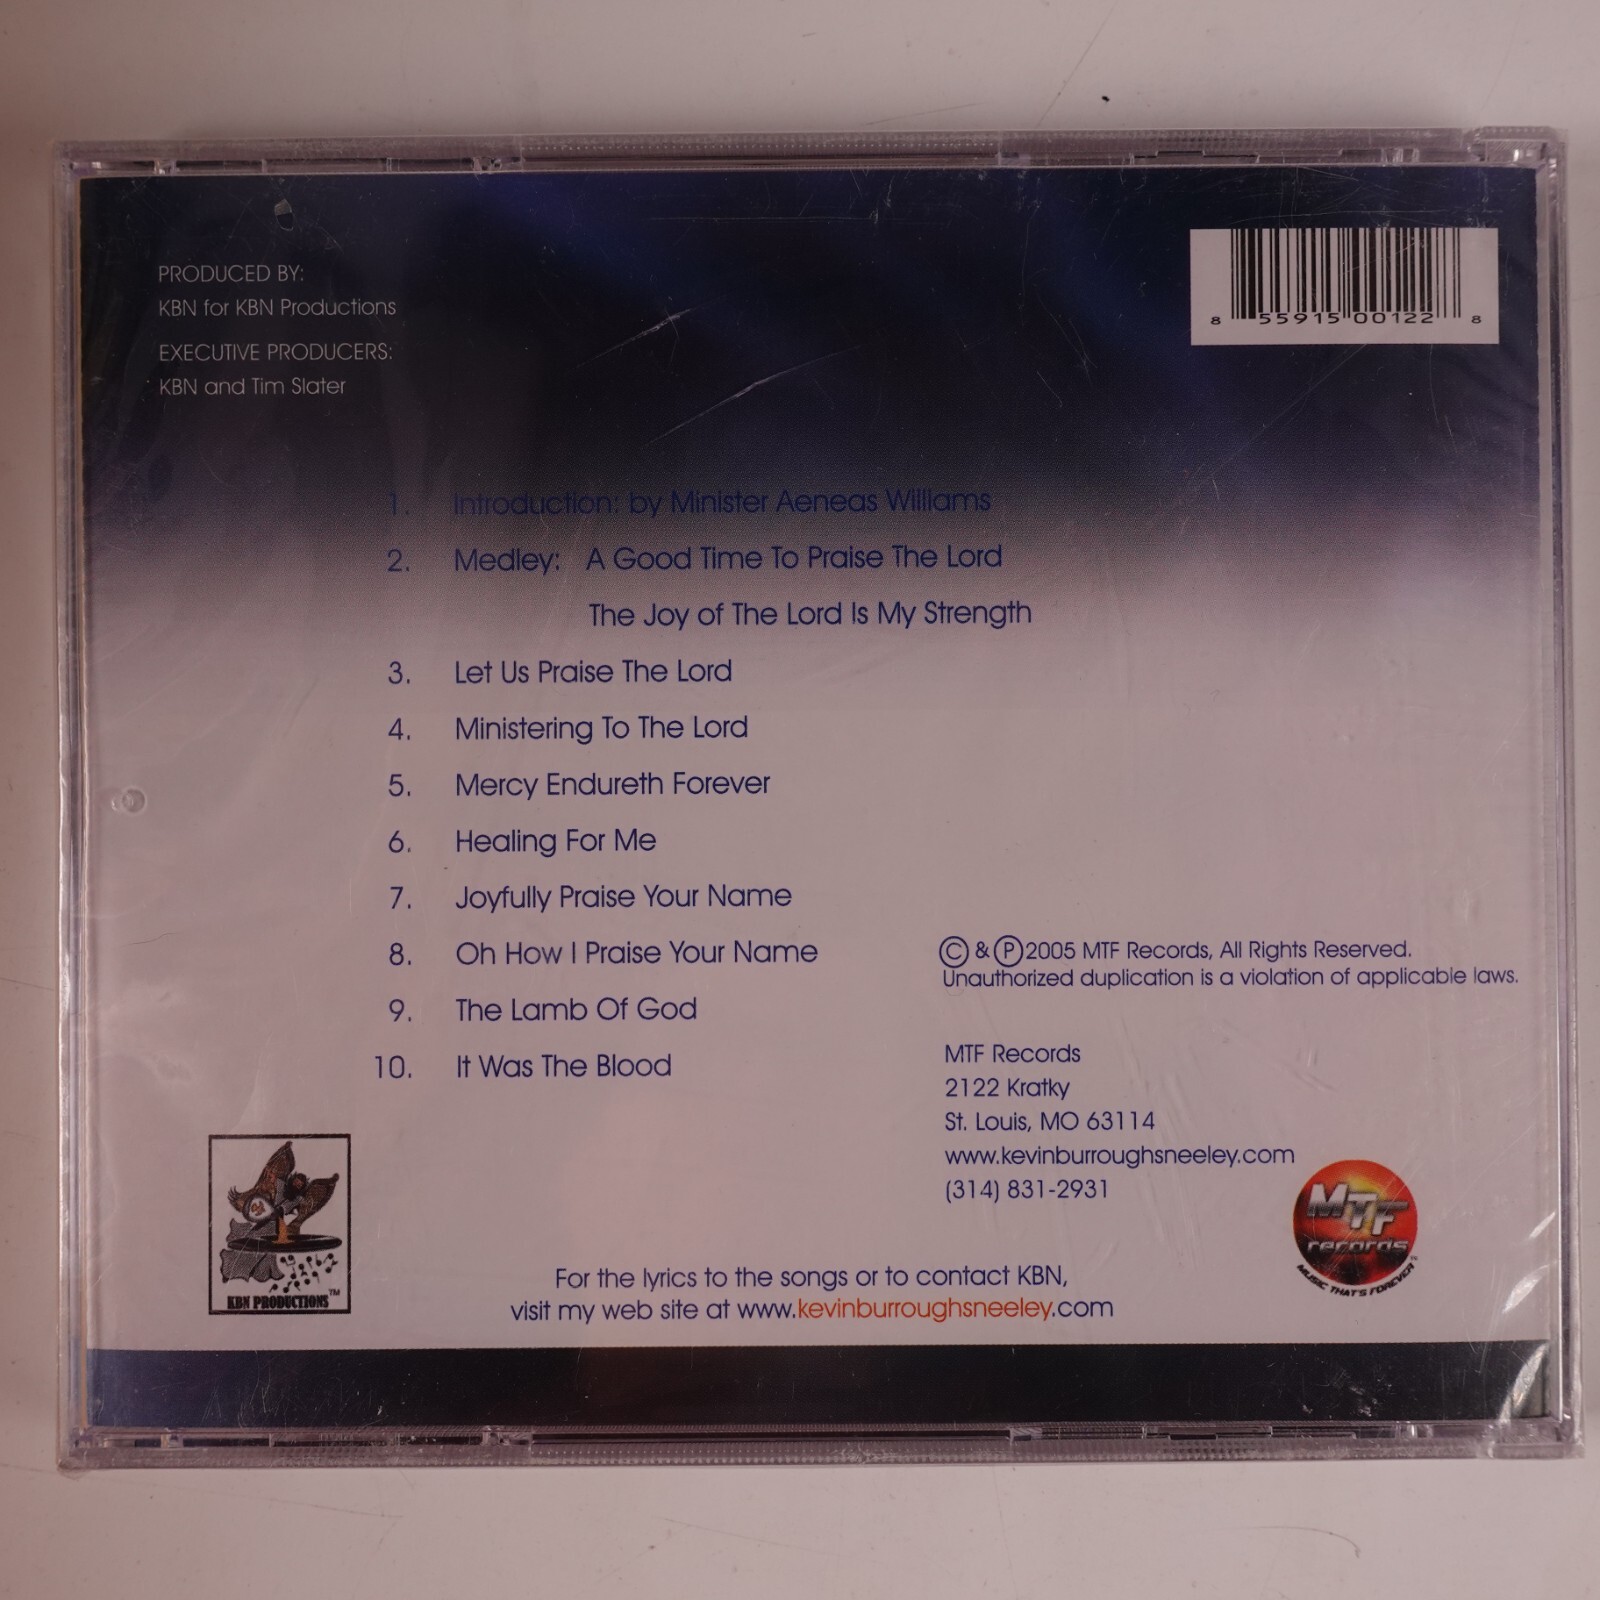 PRODUCED BY:
KBN for KBN Productions
EXECUTIVE PRODUCERS:
KBN and Tim Slater
8 55915 00122 8
1. Introduction: by Minister Aeneas Williams
2. Medley: A Good Time To Praise The Lord
The Joy of The Lord Is My Strength
3. Let Us Praise The Lord
4. Ministering To The Lord
5. Mercy Endureth Forever
6. Healing For Me
7. Joyfully Praise Your Name
8. Oh How I Praise Your Name
9. The Lamb Of God
10. It Was The Blood
Ⓒ & Ⓟ 2005 MTF Records, All Rights Reserved.
Unauthorized duplication is a violation of applicable laws.
MTF Records
2122 Kratky
St. Louis, MO 63114
www.kevinburroughsneeley.com
(314) 831-2931
MTF
records
MUSIC THAT'S FOREVER
KBN PRODUCTIONS™
For the lyrics to the songs or to contact KBN,
visit my web site at www.kevinburroughsneeley.com